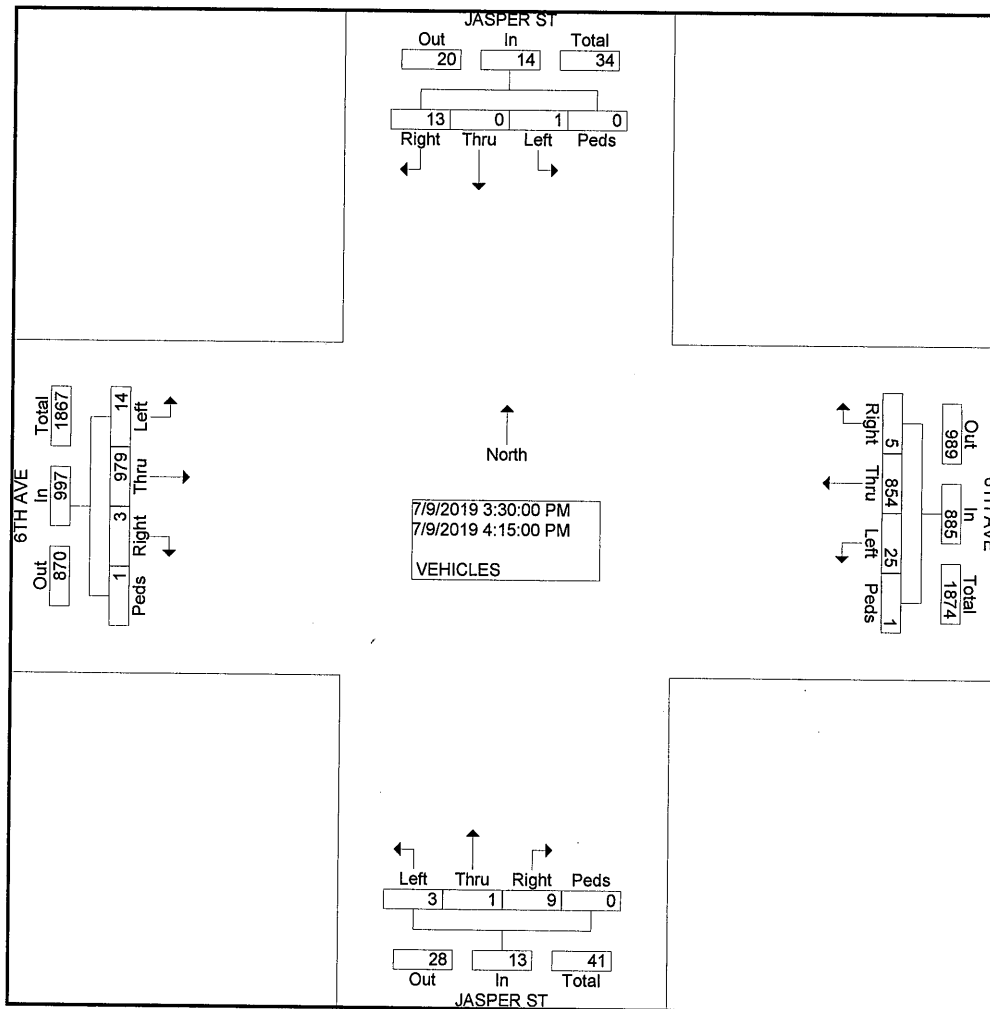 JASPER ST
Out In Total
20 14 34
13 0 1 0
Right Thru Left Peds
Total 1867
In 997
Out 870
6TH AVE
14 979 3 1
Left Thru Right Peds
North
7/9/2019 3:30:00 PM
7/9/2019 4:15:00 PM
VEHICLES
Right Thru Left Peds
5 854 25 1
Out 989
In 885
Total 1874
AVE
Left Thru Right Peds
3 1 9 0
28 13 41
Out In Total
JASPER ST